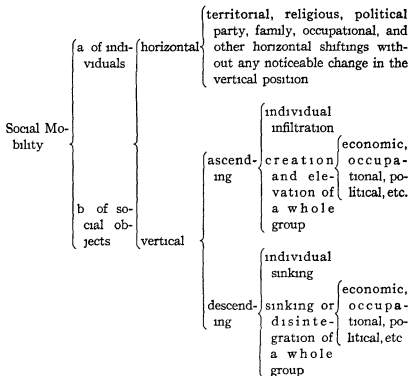 territorial, religious, political
party, family, occupational, and
other horizontal shiftings with-
out any noticeable change in the
vertical position
a of indi-
viduals
horizontal
Social Mo-
bility
b of so-
cial ob-
jects
vertical
ascend-
ing
individual
infiltration
creation
and ele-
vation of
a whole
group
economic,
occupa-
tional, po-
litical, etc.
descend-
ing
individual
sinking
sinking or
disinte-
gration of
a whole
group
economic,
occupa-
tional, po-
litical, etc